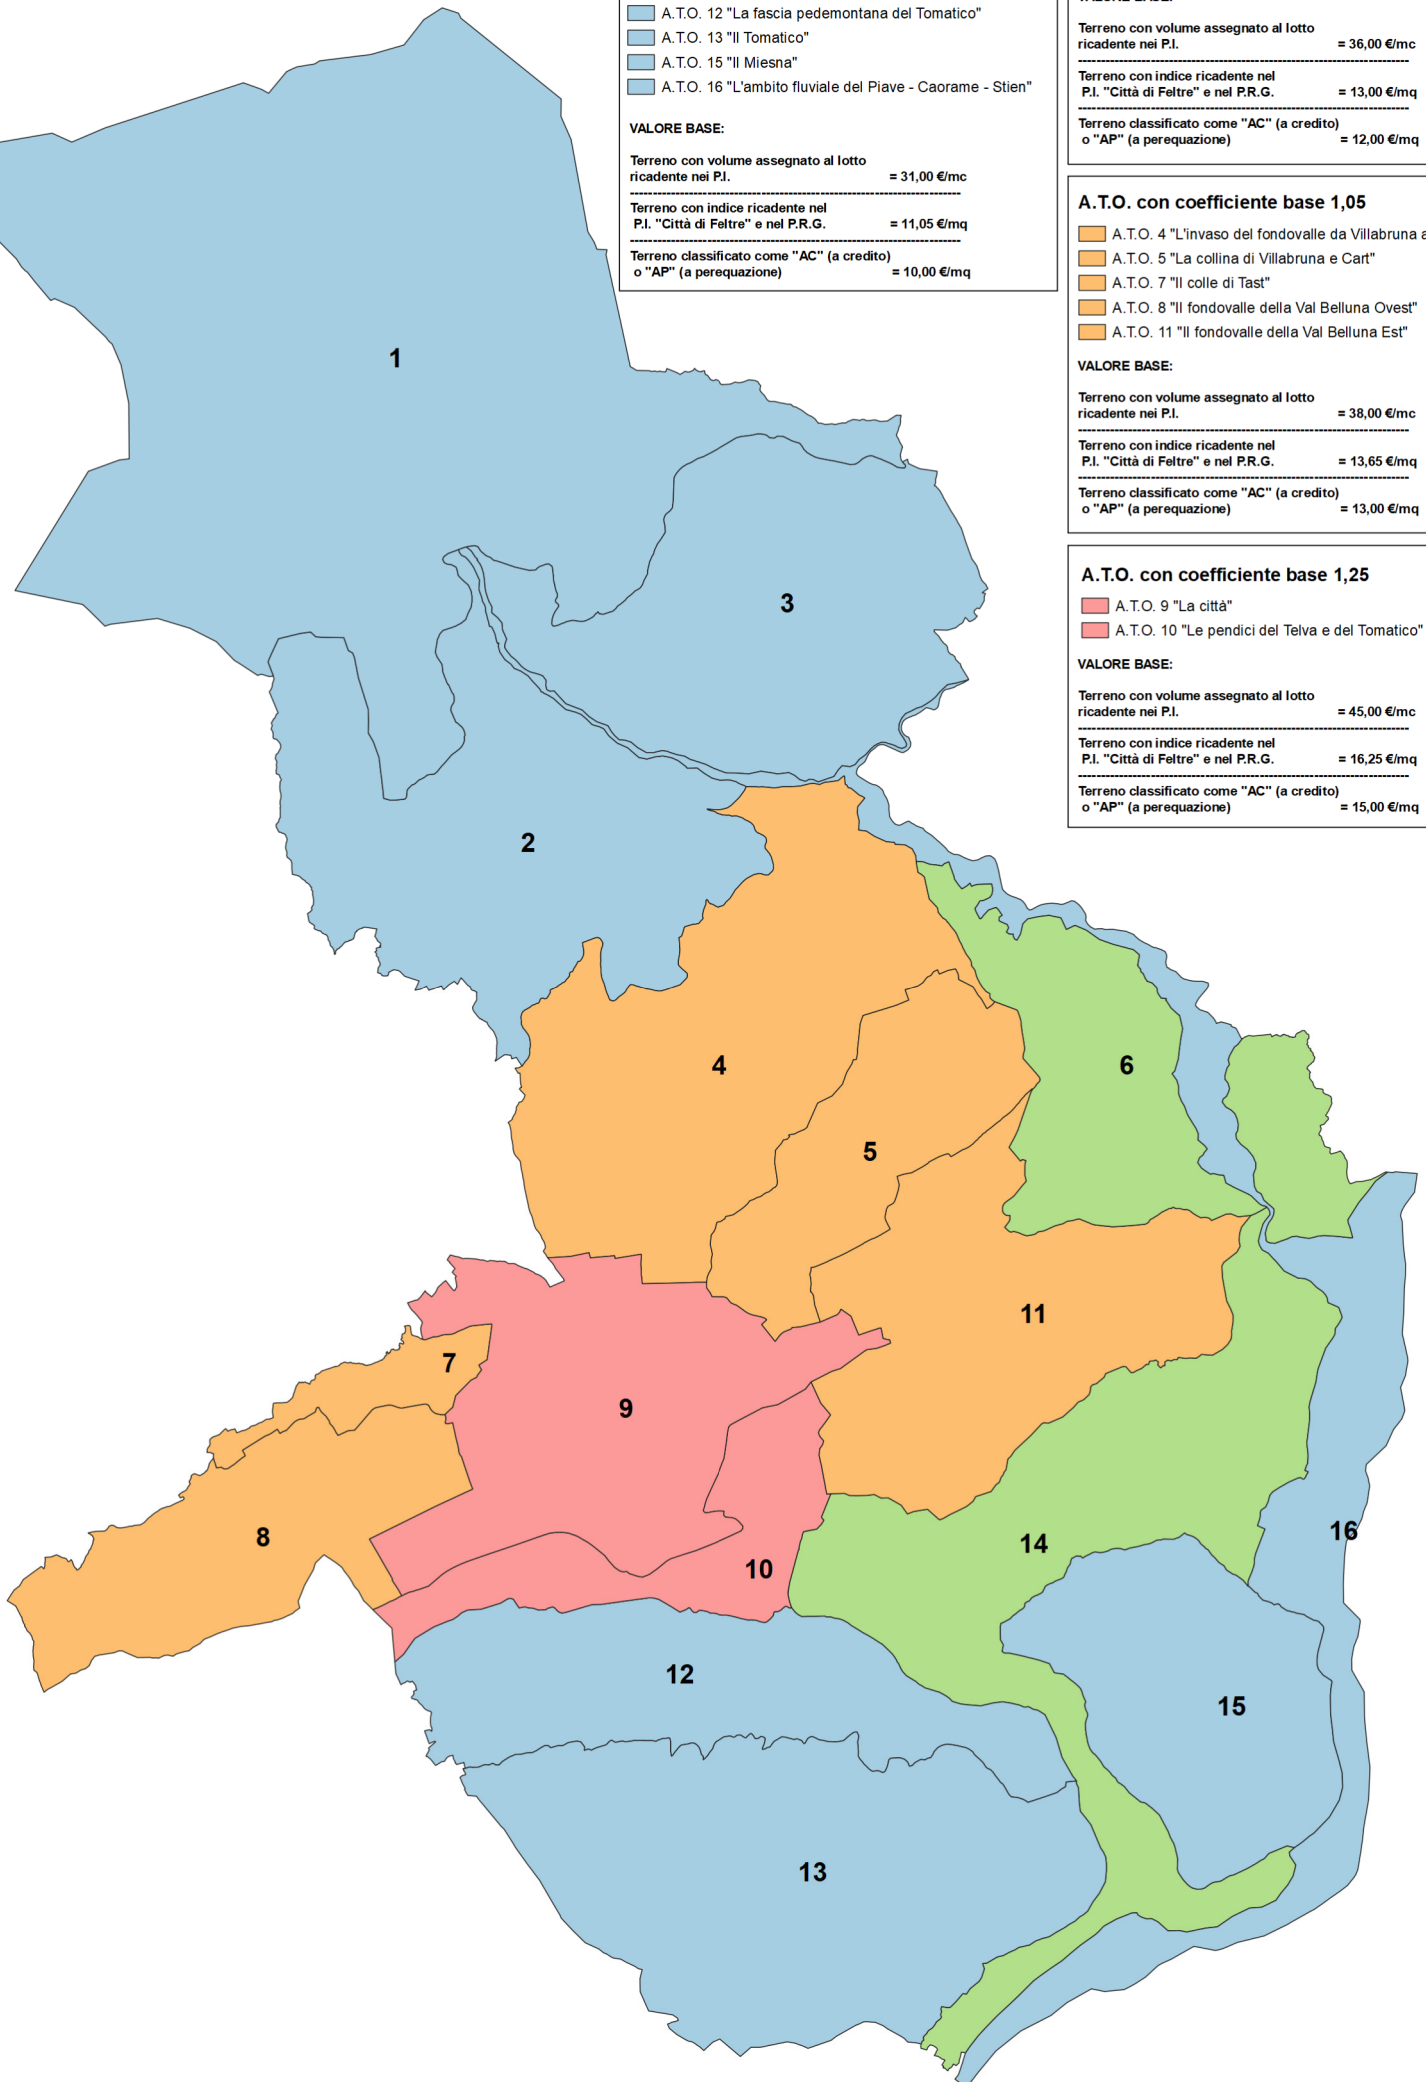 A.T.O. 12 "La fascia pedemontana del Tomatico"
A.T.O. 13 "Il Tomatico"
A.T.O. 15 "Il Miesna"
A.T.O. 16 "L'ambito fluviale del Piave - Caorame - Stien"
VALORE BASE:
Terreno con volume assegnato al lotto
ricadente nei P.I. = 31,00 €/mc
Terreno con indice ricadente nel
P.I. "Città di Feltre" e nel P.R.G. = 11,05 €/mq
Terreno classificato come "AC" (a credito)
o "AP" (a perequazione) = 10,00 €/mq
Terreno con volume assegnato al lotto
ricadente nei P.I. = 36,00 €/mc
Terreno con indice ricadente nel
P.I. "Città di Feltre" e nel P.R.G. = 13,00 €/mq
Terreno classificato come "AC" (a credito)
o "AP" (a perequazione) = 12,00 €/mq
A.T.O. con coefficiente base 1,05
A.T.O. 4 "L'invaso del fondovalle da Villabruna a
A.T.O. 5 "La collina di Villabruna e Cart"
A.T.O. 7 "Il colle di Tast"
A.T.O. 8 "Il fondovalle della Val Belluna Ovest"
A.T.O. 11 "Il fondovalle della Val Belluna Est"
VALORE BASE:
Terreno con volume assegnato al lotto
ricadente nei P.I. = 38,00 €/mc
Terreno con indice ricadente nel
P.I. "Città di Feltre" e nel P.R.G. = 13,65 €/mq
Terreno classificato come "AC" (a credito)
o "AP" (a perequazione) = 13,00 €/mq
A.T.O. con coefficiente base 1,25
A.T.O. 9 "La città"
A.T.O. 10 "Le pendici del Telva e del Tomatico"
VALORE BASE:
Terreno con volume assegnato al lotto
ricadente nei P.I. = 45,00 €/mc
Terreno con indice ricadente nel
P.I. "Città di Feltre" e nel P.R.G. = 16,25 €/mq
Terreno classificato come "AC" (a credito)
o "AP" (a perequazione) = 15,00 €/mq
1
3
2
4
6
5
11
7
9
8
14
16
10
12
15
13